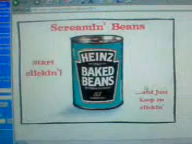 Screamin' Beans
start
clickin'!
HEINZ
BAKED
BEANS
...and just
keep on
clickin'